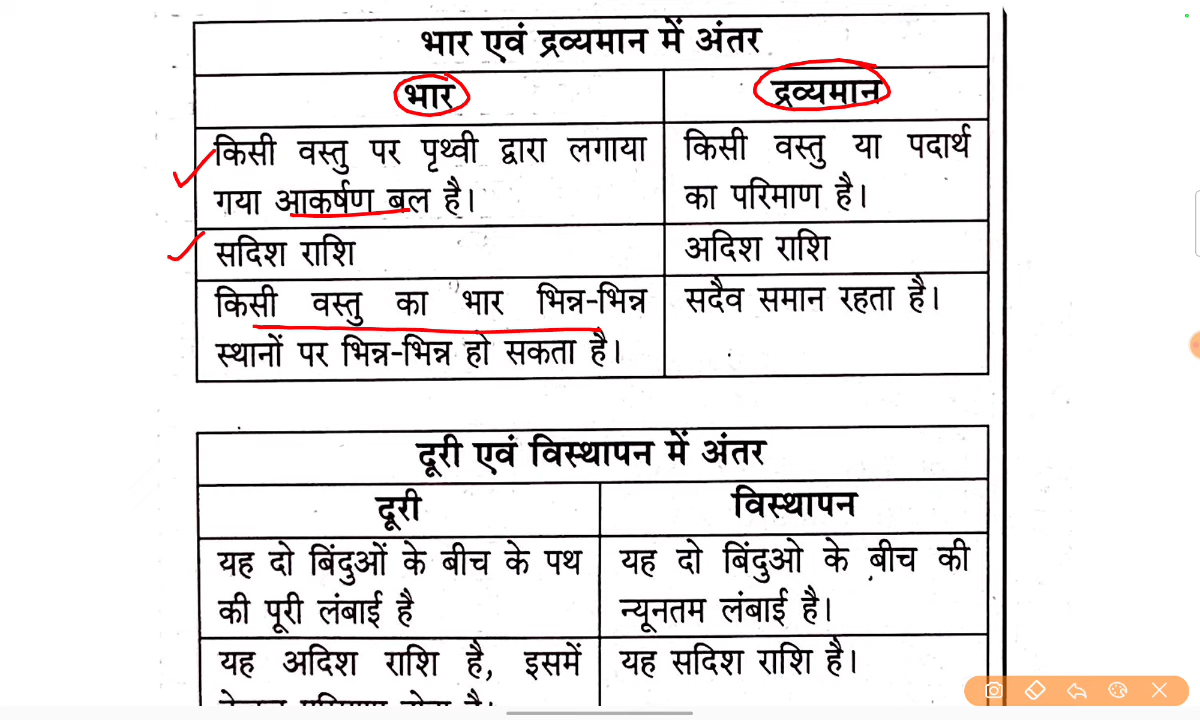 भार एवं द्रव्यमान में अंतर
भार
द्रव्यमान
किसी वस्तु पर पृथ्वी द्वारा लगाया
गया आकर्षण बल है।
किसी वस्तु या पदार्थ
का परिमाण है।
सदिश राशि
अदिश राशि
किसी वस्तु का भार भिन्न-भिन्न
स्थानों पर भिन्न-भिन्न हो सकता है।
सदैव समान रहता है।
दूरी एवं विस्थापन में अंतर
दूरी
विस्थापन
यह दो बिंदुओं के बीच के पथ
की पूरी लंबाई है
यह दो बिंदुओ के बीच की
न्यूनतम लंबाई है।
यह अदिश राशि है, इसमें
यह सदिश राशि है।